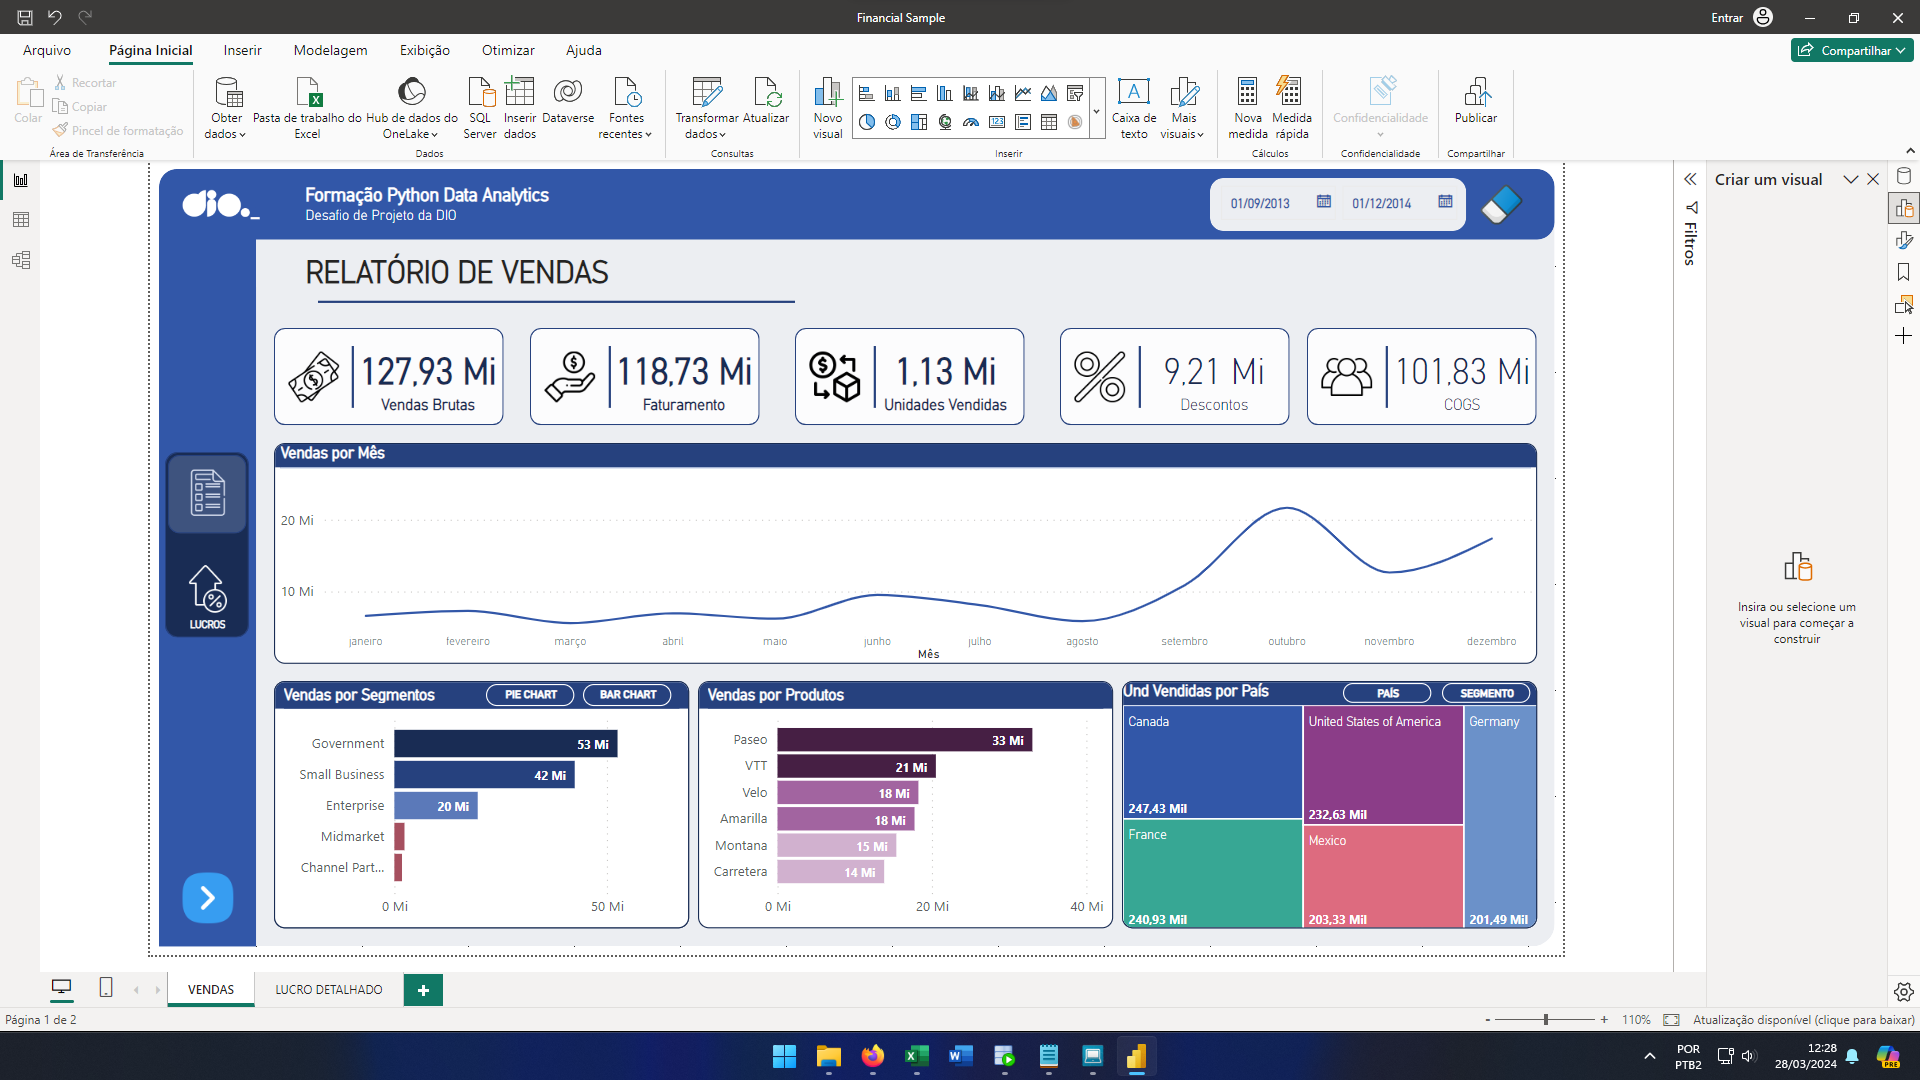 Financial Sample
Entrar
Arquivo
Página Inicial
Inserir
Modelagem
Exibição
Otimizar
Ajuda
Compartilhar
Colar
Recortar
Copiar
Pincel de formatação
Área de Transferência
Obter dados
Pasta de trabalho do Excel
Hub de dados do OneLake
SQL Server
Inserir dados
Dataverse
Fontes recentes
Dados
Transformar dados
Atualizar
Consultas
Novo visual
Caixa de texto
Mais visuais
Inserir
Nova medida
Medida rápida
Cálculos
Confidencialidade
Confidencialidade
Publicar
Compartilhar
dio._
Formação Python Data Analytics
Desafio de Projeto da DIO
01/09/2013
01/12/2014
Filtros
Criar um visual
Insira ou selecione um
visual para começar a
construir
RELATÓRIO DE VENDAS
127,93 Mi
Vendas Brutas
118,73 Mi
Faturamento
1,13 Mi
Unidades Vendidas
9,21 Mi
Descontos
101,83 Mi
COGS
LUCROS
Vendas por Mês
20 Mi
10 Mi
janeiro
fevereiro
março
abril
maio
junho
julho
agosto
setembro
outubro
novembro
dezembro
Mês
Vendas por Segmentos
PIE CHART
BAR CHART
Government
53 Mi
Small Business
42 Mi
Enterprise
20 Mi
Midmarket
Channel Part...
0 Mi
50 Mi
Vendas por Produtos
Paseo
33 Mi
VTT
21 Mi
Velo
18 Mi
Amarilla
18 Mi
Montana
15 Mi
Carretera
14 Mi
0 Mi
20 Mi
40 Mi
Und Vendidas por País
PAÍS
SEGMENTO
Canada
247,43 Mil
France
240,93 Mil
United States of America
232,63 Mil
Mexico
203,33 Mil
Germany
201,49 Mil
VENDAS
LUCRO DETALHADO
Página 1 de 2
- + 110%
Atualização disponível (clique para baixar)
POR
PTB2
12:28
28/03/2024
PRE